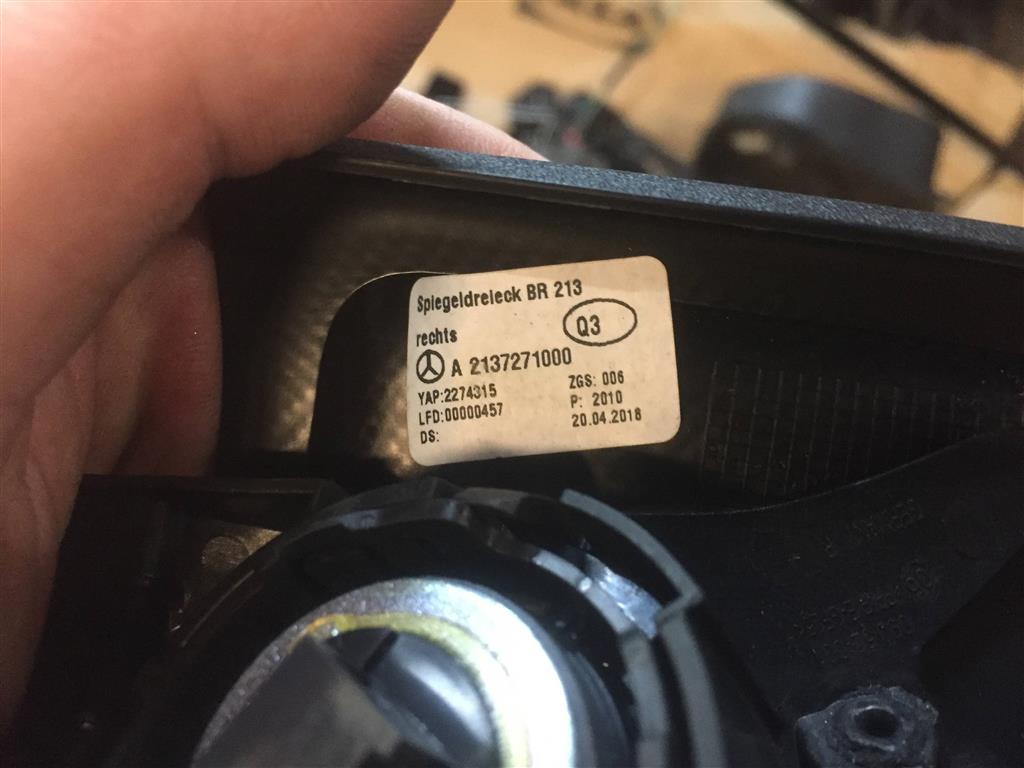 Spiegeldreieck BR 213
rechts
Q3
A 2137271000
YAP:2274315 ZGS: 006
LFD:00000457 P: 2010
DS: 20.04.2018